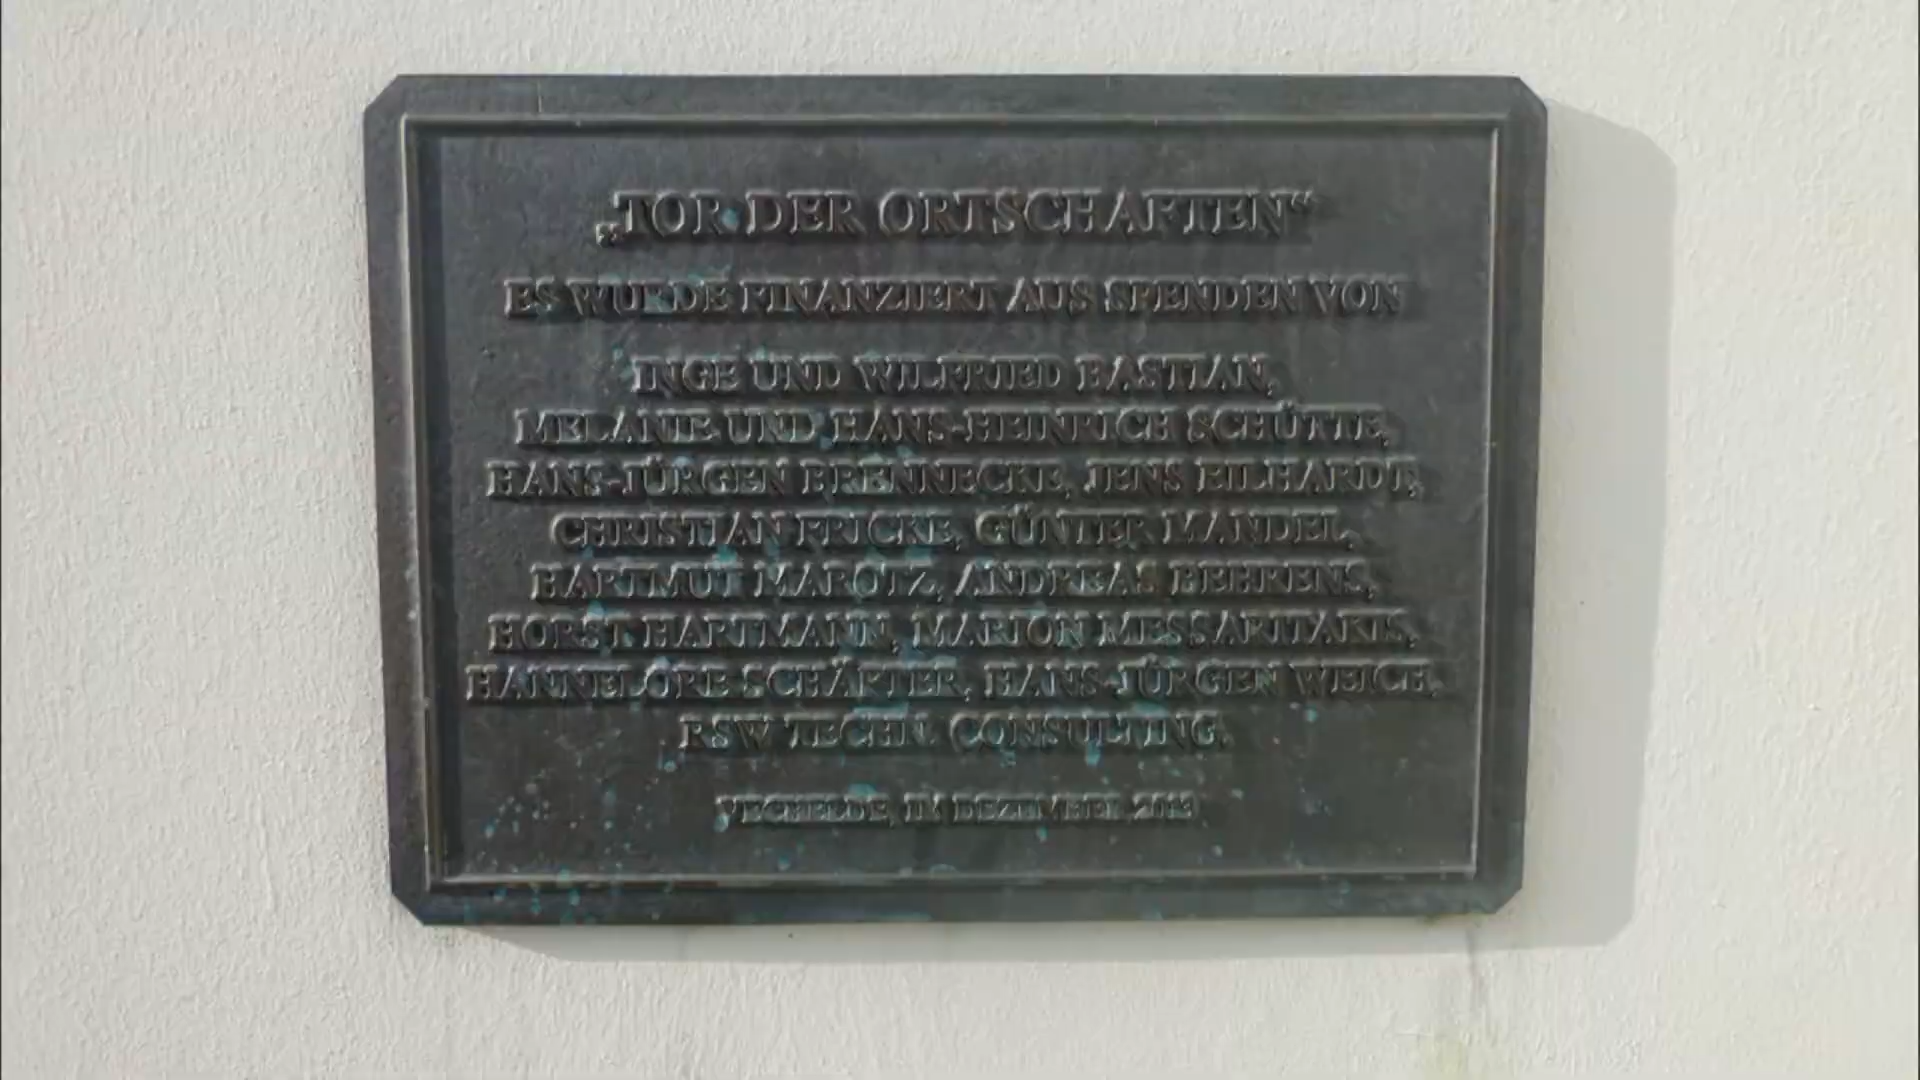 „TOR DER ORTSCHAFTEN“
ES WURDE FINANZIERT AUS SPENDEN VON
INGE UND WILFRIED BASTIAN,
MELANIE UND HANS-HEINRICH SCHÜTTE,
HANS-JÜRGEN BRENNECKE, JENS EILHARDT,
CHRISTIAN FRICKE, GÜNTER MANDEL,
HARTMUT MAROTZ, ANDREAS BEHRENS,
HORST HARTMANN, MARION MESSARITAKIS,
HANNELORE SCHÄFTER, HANS-JÜRGEN WEICH,
RSW TECHN. CONSULTING.
VECHELDE, IM DEZEMBER